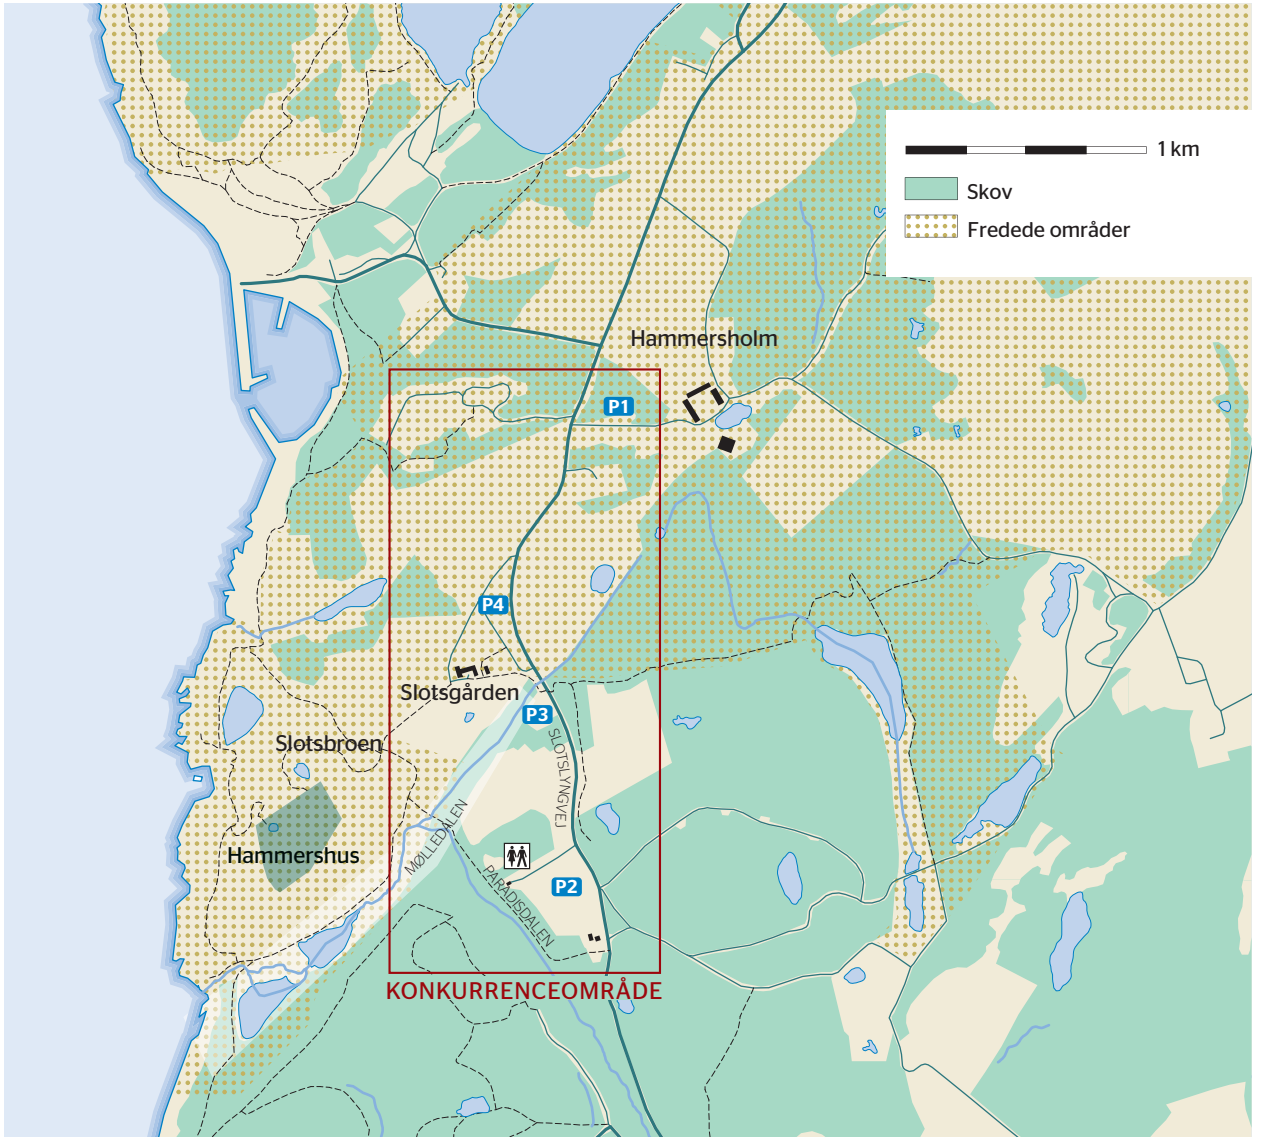 1 km
Skov
Fredede områder
Hammersholm
P1
P4
Slotsgården
P3
SLOTSLYNGVEJ
Slotsbroen
MØLLEDALEN
Hammershus
PARADISDALEN
P2
KONKURRENCEOMRÅDE